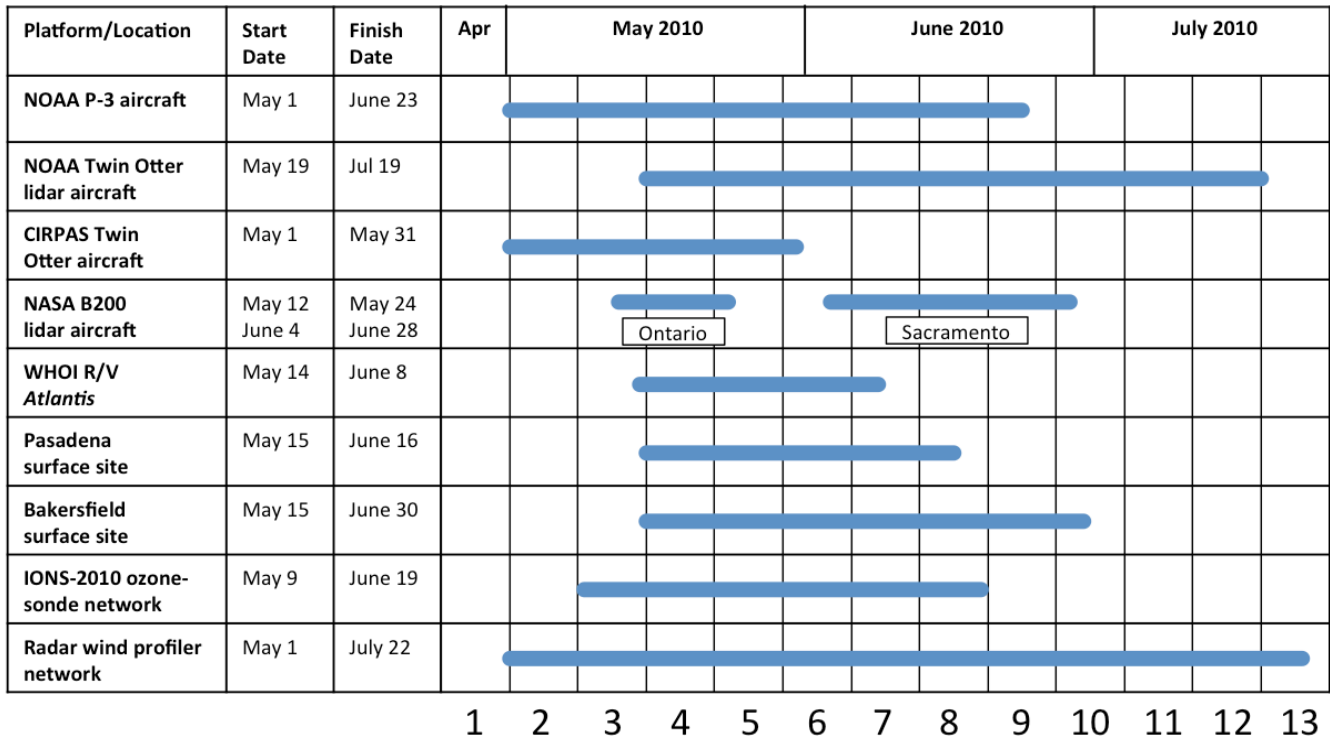 Platform/Location Start Date Finish Date Apr May 2010 June 2010 July 2010
NOAA P-3 aircraft May 1 June 23
NOAA Twin Otter May 19 Jul 19
lidar aircraft
CIRPAS Twin May 1 May 31
Otter aircraft
NASA B200 May 12 May 24
lidar aircraft June 4 June 28
Ontario Sacramento
WHOI R/V May 14 June 8
Atlantis
Pasadena May 15 June 16
surface site
Bakersfield May 15 June 30
surface site
IONS-2010 ozone- May 9 June 19
sonde network
Radar wind profiler May 1 July 22
network
1 2 3 4 5 6 7 8 9 10 11 12 13